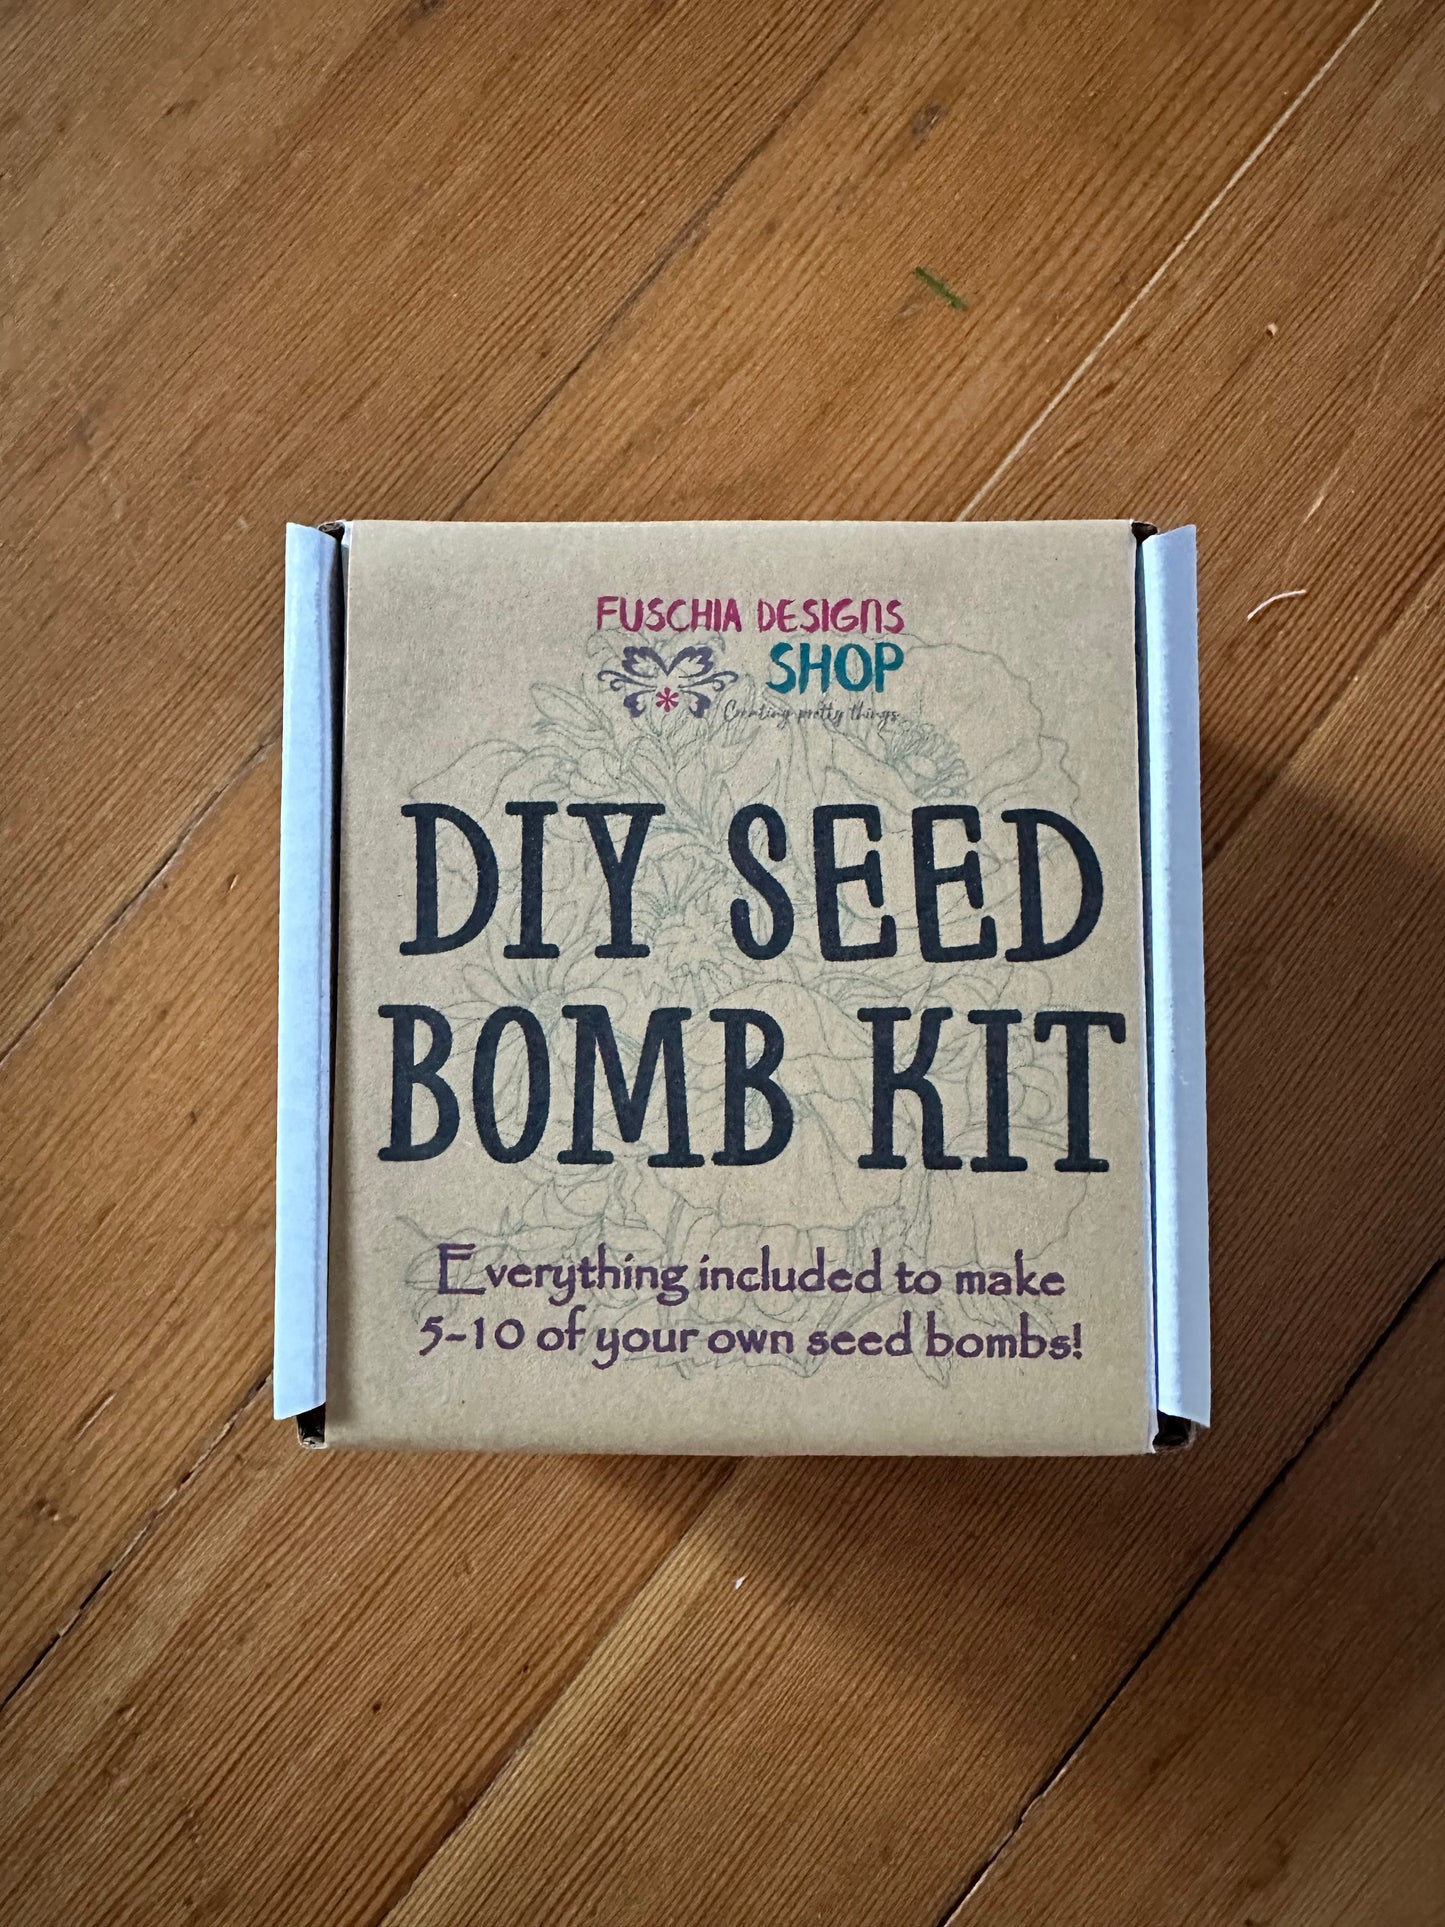 FUSCHIA DESIGNS
SHOP
Creating pretty things
DIY SEED
BOMB KIT
Everything included to make
5-10 of your own seed bombs!